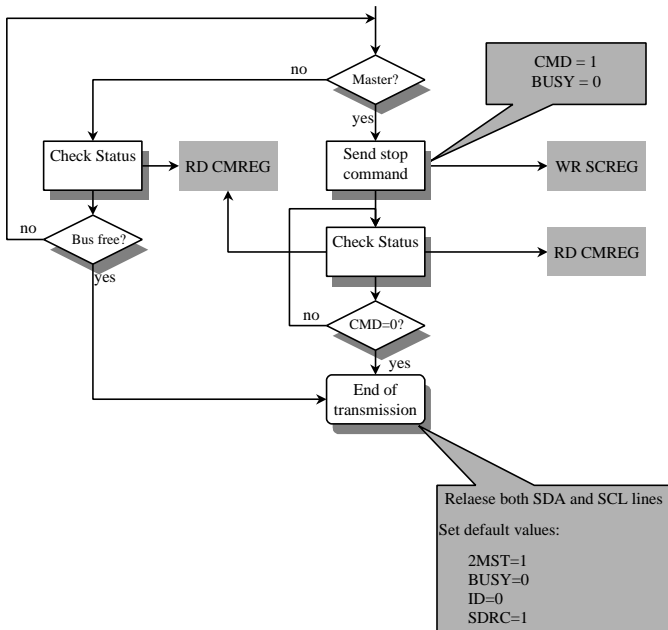 no
Master?
CMD = 1
BUSY = 0
yes
Check Status
RD CMREG
Send stop
command
WR SCREG
no
Bus free?
yes
Check Status
RD CMREG
no
CMD=0?
yes
End of
transmission
Relaese both SDA and SCL lines
Set default values:
2MST=1
BUSY=0
ID=0
SDRC=1